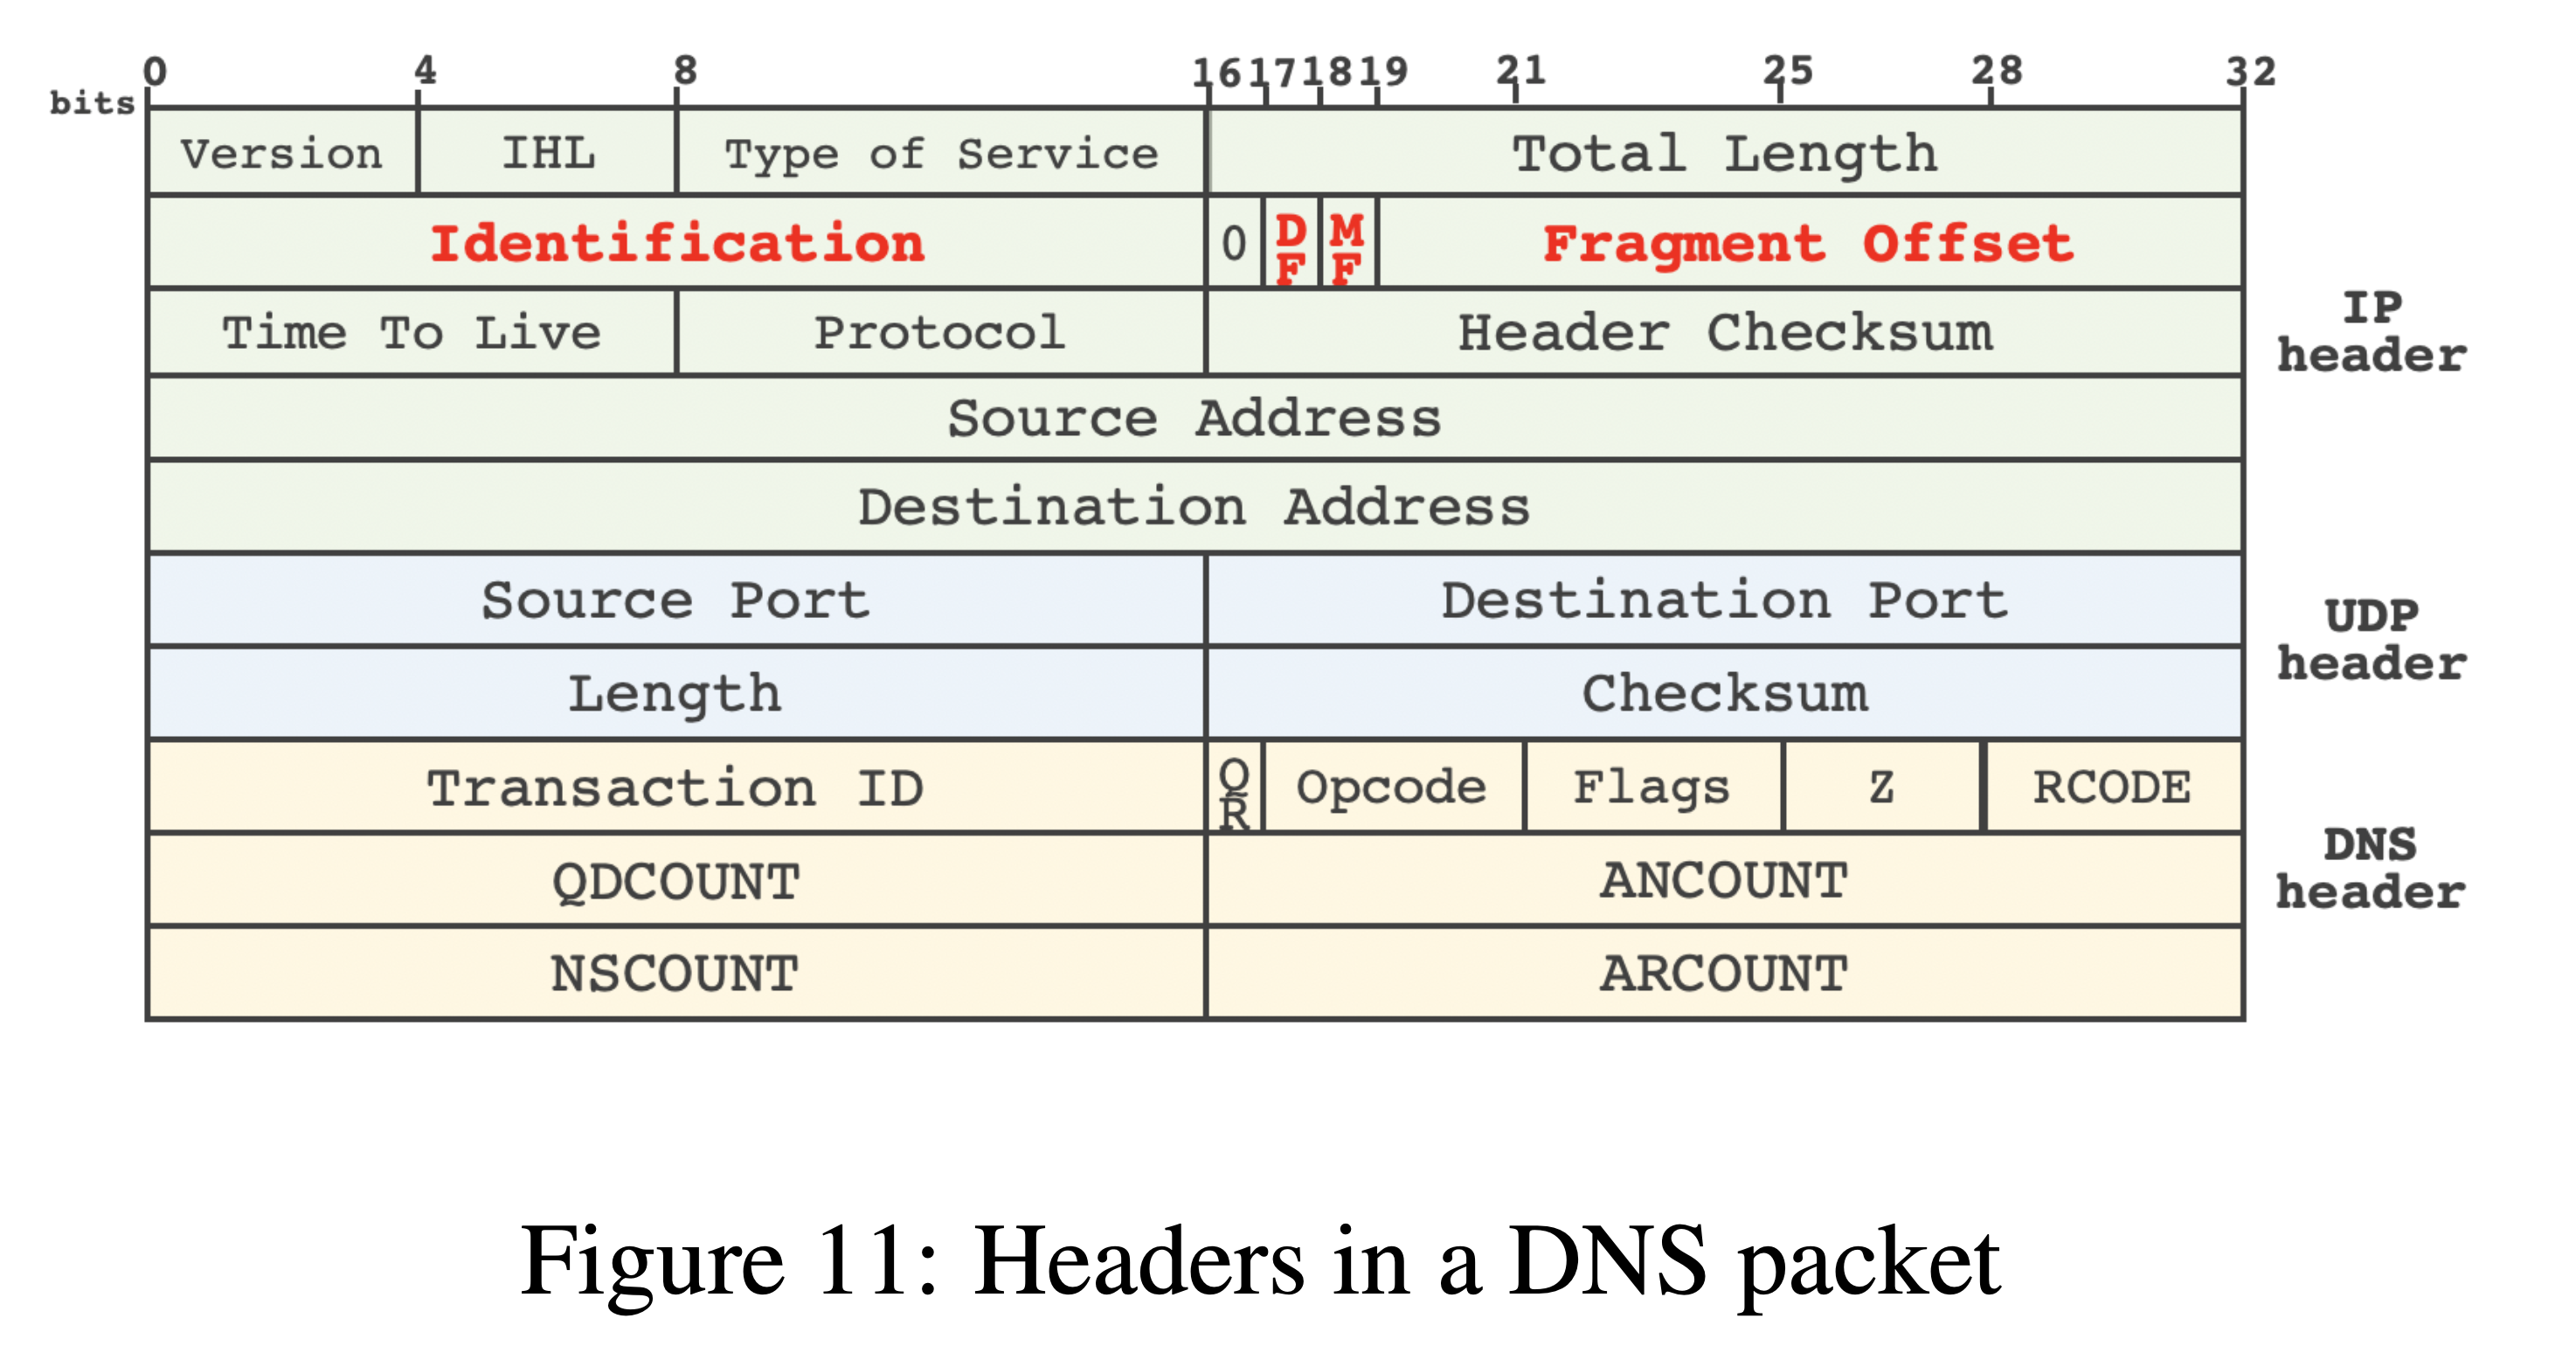 0 4 8 16 17 18 19 21 25 28 32
bits
Version IHL Type of Service Total Length
Identification 0 DF MF Fragment Offset
Time To Live Protocol Header Checksum
IP header
Source Address
Destination Address
Source Port Destination Port
UDP header
Length Checksum
Transaction ID QR Opcode Flags Z RCODE
DNS header
QDCOUNT ANCOUNT
NSCOUNT ARCOUNT
Figure 11: Headers in a DNS packet